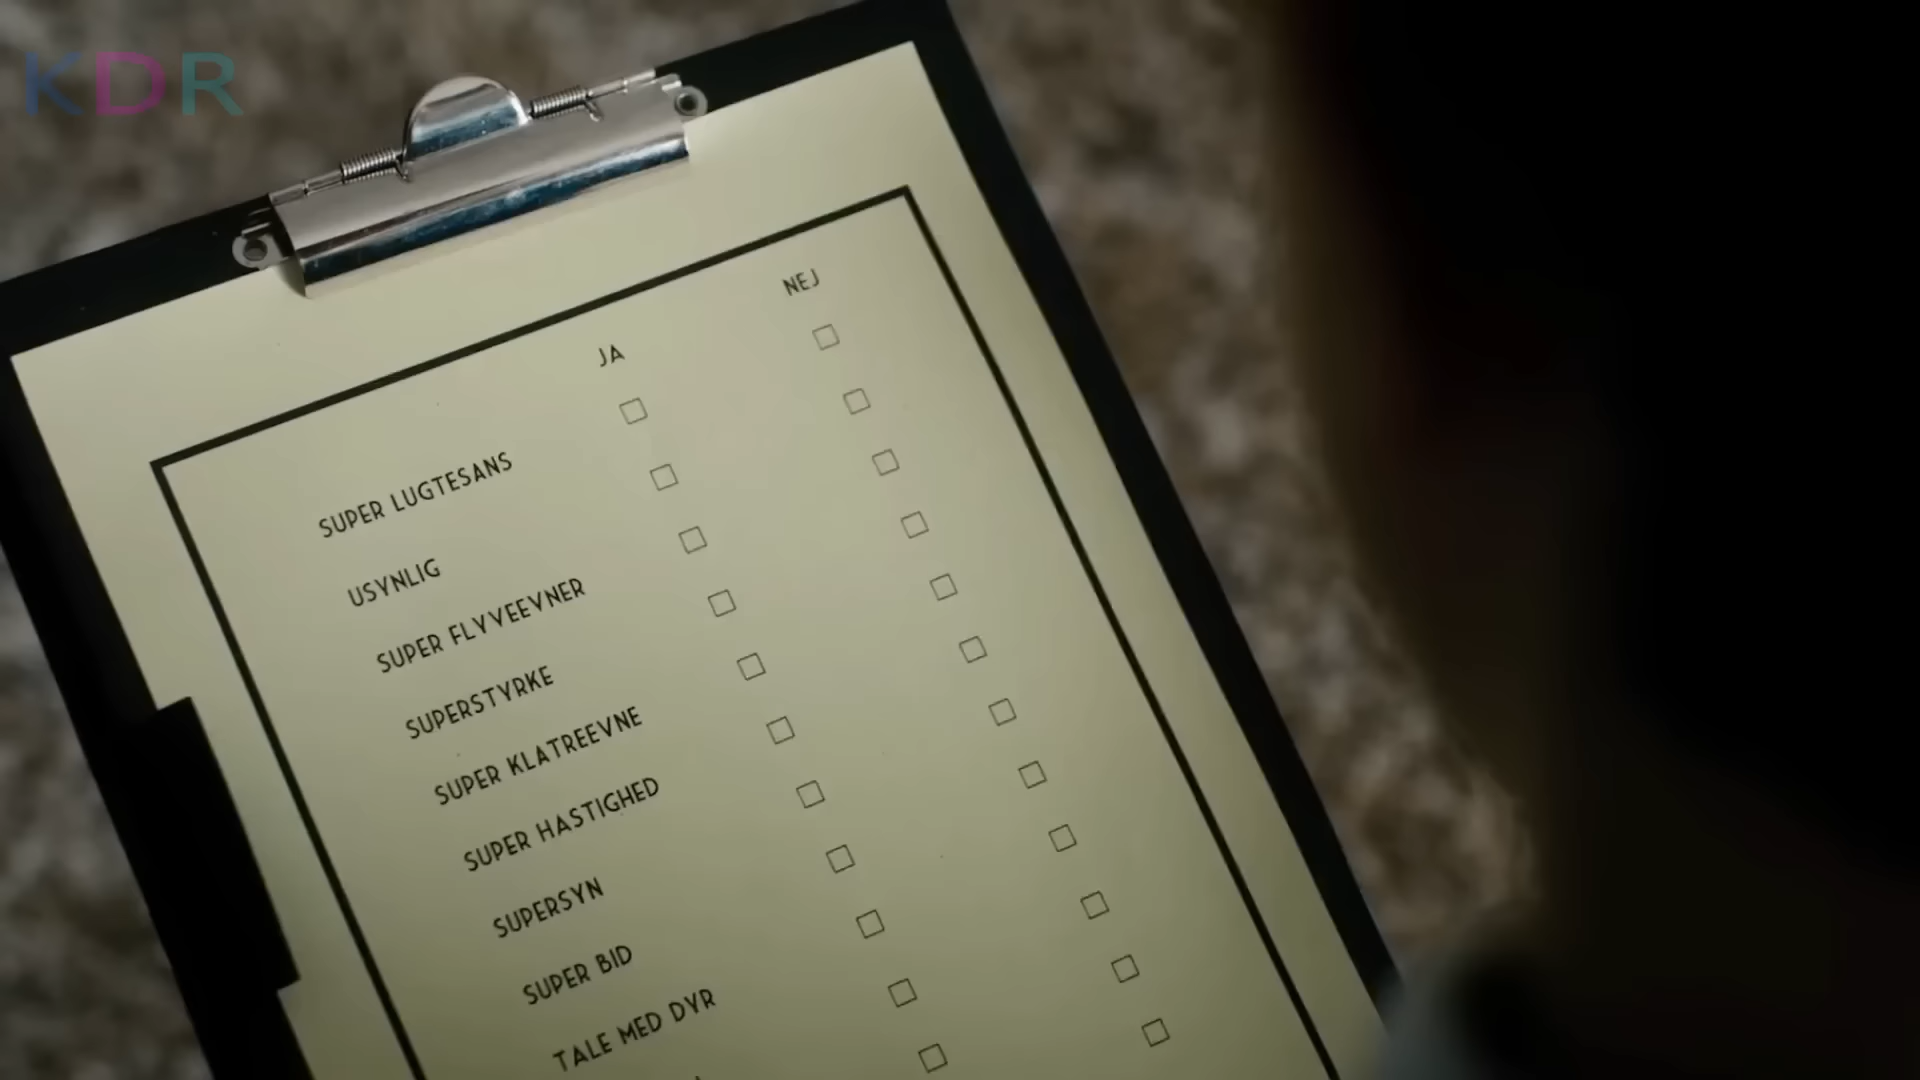 KDR
JA NEJ
SUPER LUGTESANS
USYNLIG
SUPER FLYVEEVNER
SUPERSTYRKE
SUPER KLATREEVNE
SUPER HASTIGHED
SUPERSYN
SUPER BID
TALE MED DYR